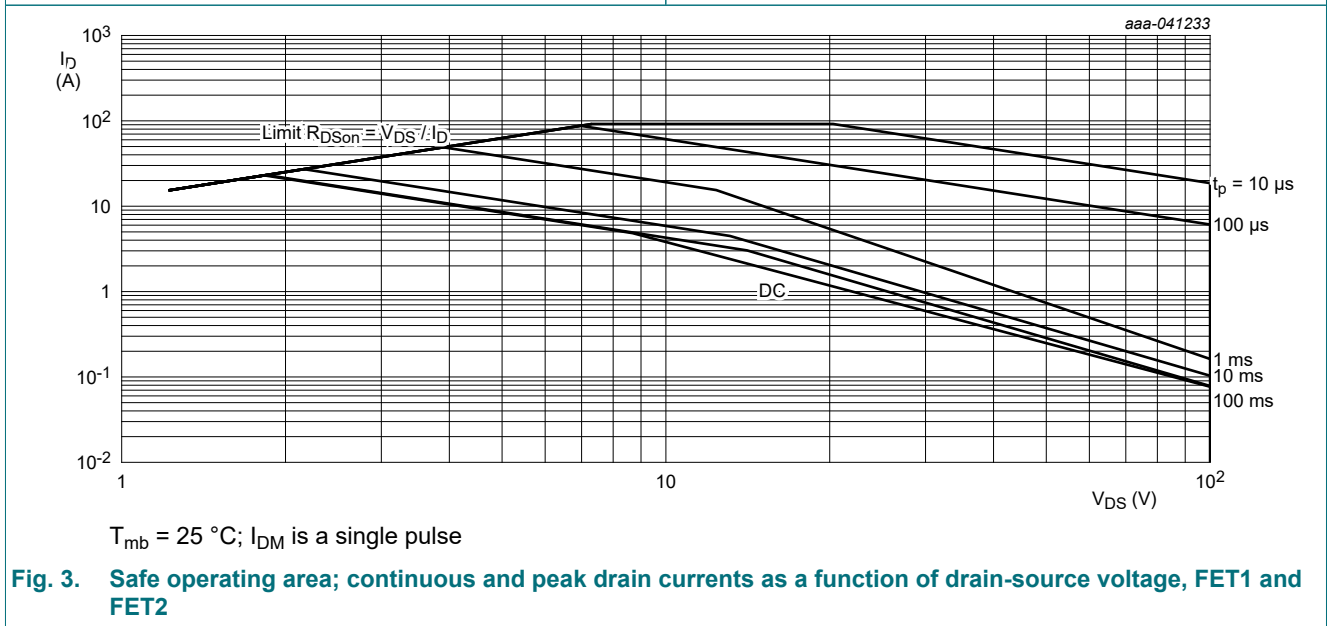 aaa-041233
10³
I_D
(A)
10²
Limit R_DSon = V_DS / I_D
t_p = 10 µs
10
100 µs
1
DC
1 ms
10⁻¹
10 ms
100 ms
10⁻²
1
10
10²
V_DS (V)
T_mb = 25 °C; I_DM is a single pulse
Fig. 3. Safe operating area; continuous and peak drain currents as a function of drain-source voltage, FET1 and
FET2